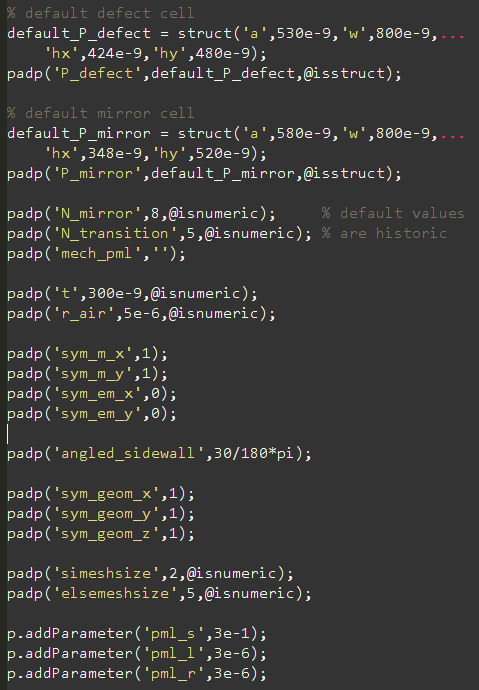 % default defect cell
default_P_defect = struct('a',530e-9,'w',800e-9,...
'hx',424e-9,'hy',480e-9);
padp('P_defect',default_P_defect,@isstruct);
% default mirror cell
default_P_mirror = struct('a',580e-9,'w',800e-9,...
'hx',348e-9,'hy',520e-9);
padp('P_mirror',default_P_mirror,@isstruct);
padp('N_mirror',8,@isnumeric);     % default values
padp('N_transition',5,@isnumeric); % are historic
padp('mech_pml','');
padp('t',300e-9,@isnumeric);
padp('r_air',5e-6,@isnumeric);
padp('sym_m_x',1);
padp('sym_m_y',1);
padp('sym_em_x',0);
padp('sym_em_y',0);
padp('angled_sidewall',30/180*pi);
padp('sym_geom_x',1);
padp('sym_geom_y',1);
padp('sym_geom_z',1);
padp('simeshsize',2,@isnumeric);
padp('elsemeshsize',5,@isnumeric);
p.addParameter('pml_s',3e-1);
p.addParameter('pml_l',3e-6);
p.addParameter('pml_r',3e-6);